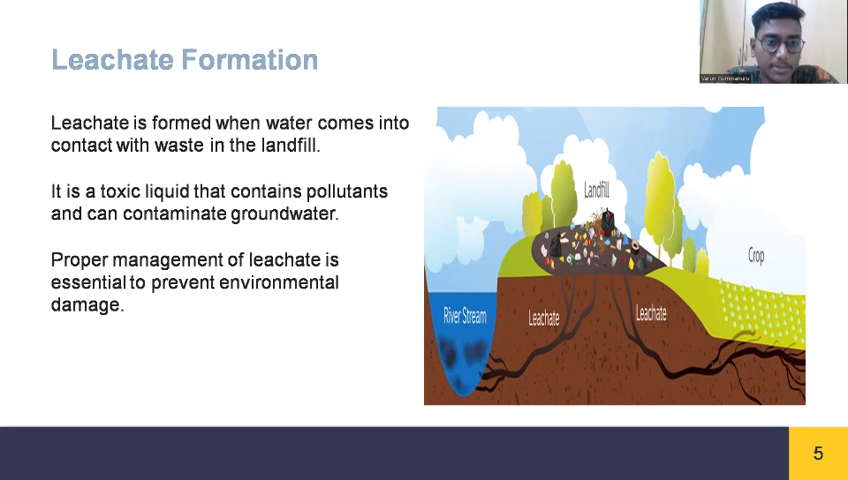 Leachate Formation
Leachate is formed when water comes into
contact with waste in the landfill.
It is a toxic liquid that contains pollutants
and can contaminate groundwater.
Proper management of leachate is
essential to prevent environmental
damage.
Landfill
Crop
River Stream
Leachate
Leachate
5